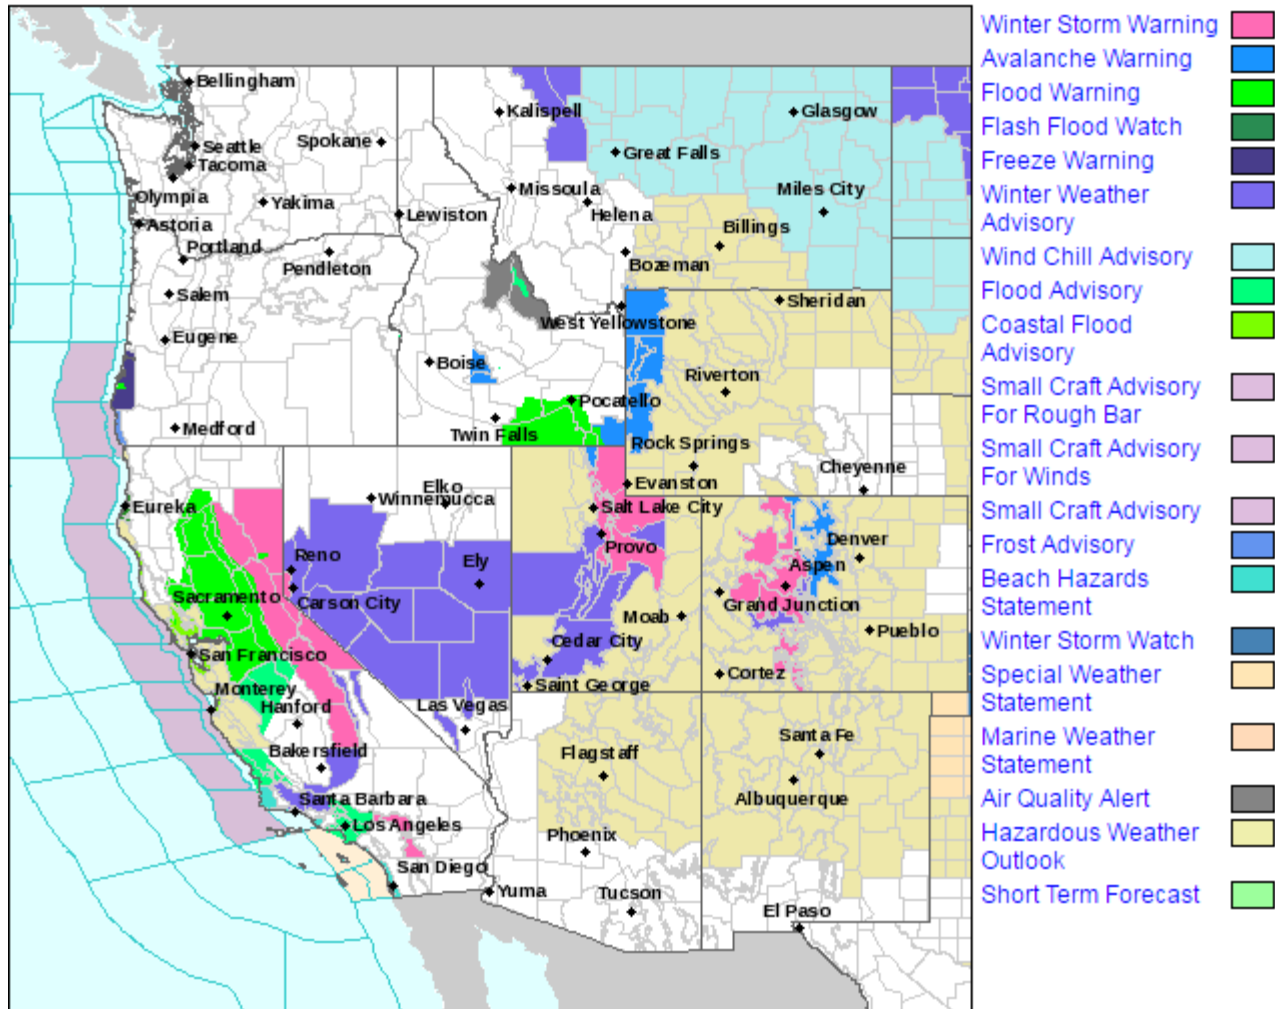 Bellingham
Kalispell
Glasgow
Spokane
Seattle
Great Falls
Tacoma
Missoula
Miles City
Olympia
Yakima
Helena
Lewiston
Astoria
Billings
Portland
Pendleton
Bozeman
Salem
Sheridan
West Yellowstone
Eugene
Boise
Riverton
Pocatello
Medford
Twin Falls
Rock Springs
Cheyenne
Elko
Evanston
Winnemucca
Eureka
Salt Lake City
Denver
Provo
Reno
Ely
Aspen
Sacramento
Carson City
Grand Junction
Moab
Pueblo
Cedar City
San Francisco
Cortez
Saint George
Monterey
Hanford
Las Vegas
Santa Fe
Bakersfield
Flagstaff
Albuquerque
Santa Barbara
Los Angeles
Phoenix
San Diego
Yuma
Tucson
El Paso
Winter Storm Warning
Avalanche Warning
Flood Warning
Flash Flood Watch
Freeze Warning
Winter Weather
Advisory
Wind Chill Advisory
Flood Advisory
Coastal Flood
Advisory
Small Craft Advisory
For Rough Bar
Small Craft Advisory
For Winds
Small Craft Advisory
Frost Advisory
Beach Hazards
Statement
Winter Storm Watch
Special Weather
Statement
Marine Weather
Statement
Air Quality Alert
Hazardous Weather
Outlook
Short Term Forecast